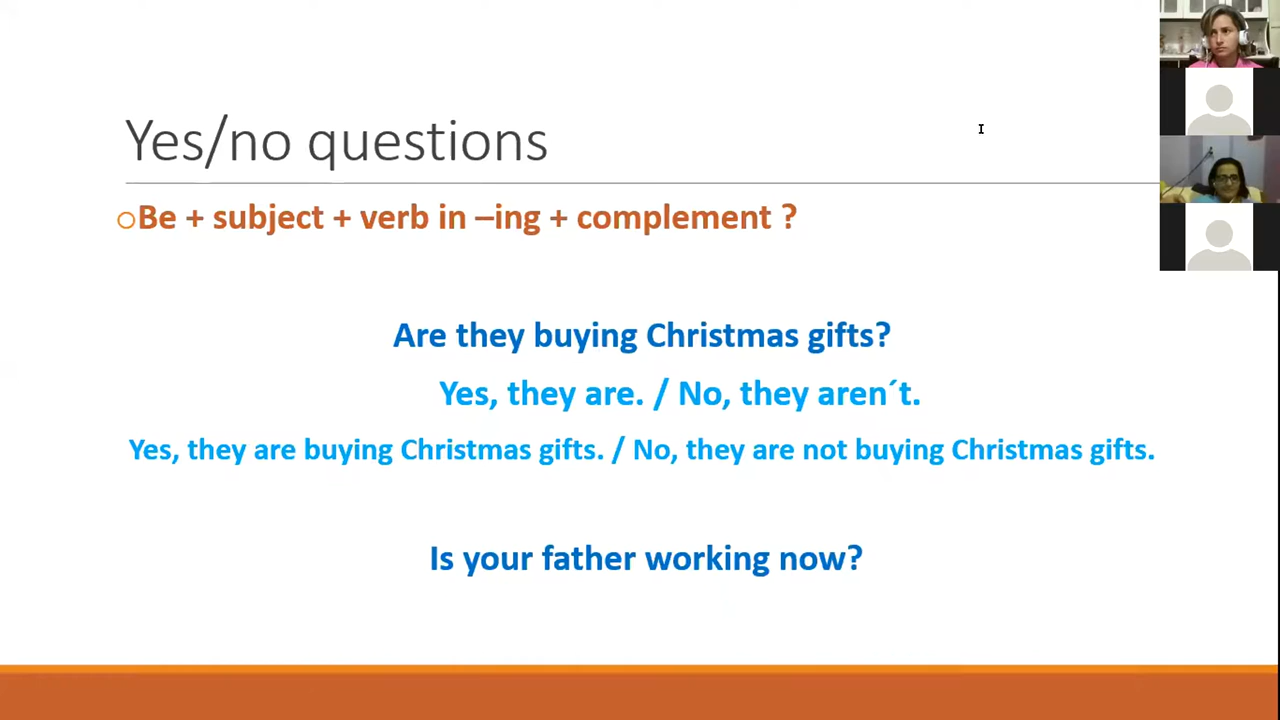 Yes/no questions
oBe + subject + verb in –ing + complement ?
Are they buying Christmas gifts?
Yes, they are. / No, they aren´t.
Yes, they are buying Christmas gifts. / No, they are not buying Christmas gifts.
Is your father working now?